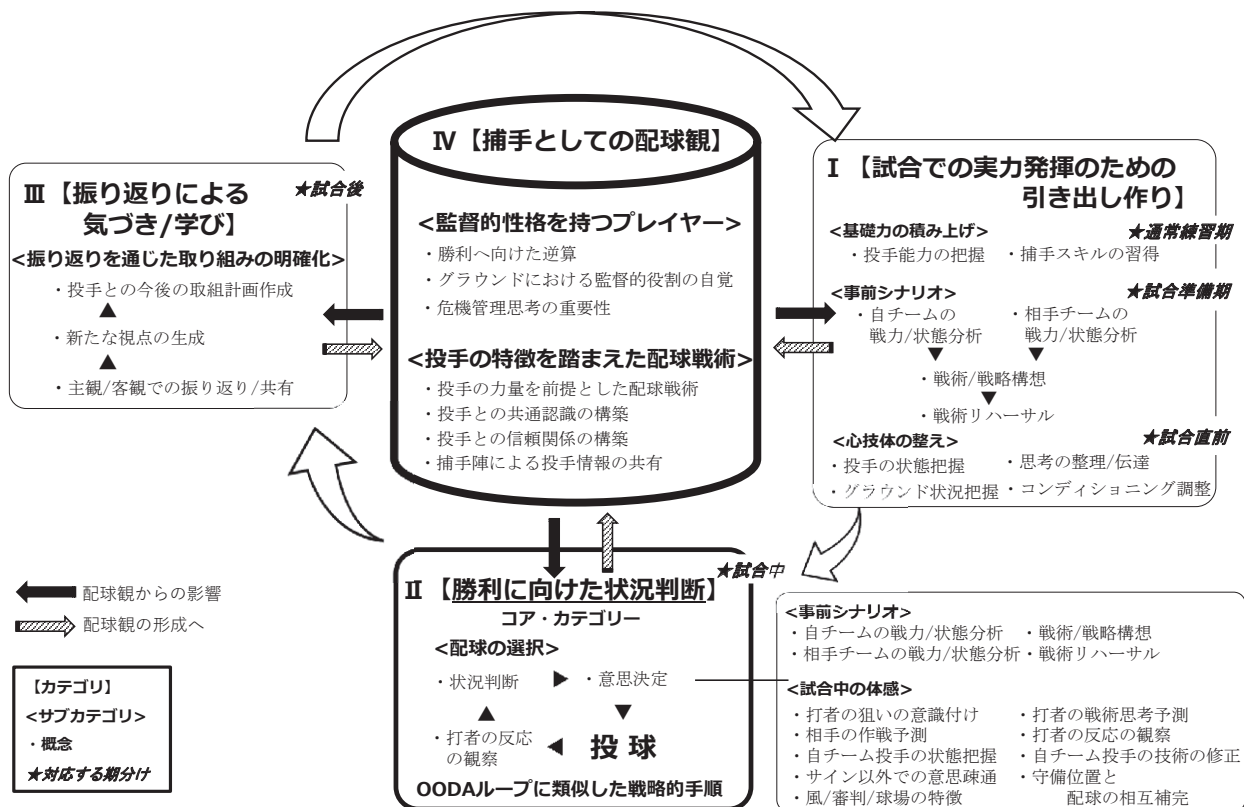 Ⅳ【捕手としての配球観】
<監督的性格を持つプレイヤー>
・勝利へ向けた逆算
・グラウンドにおける監督的役割の自覚
・危機管理思考の重要性
<投手の特徴を踏まえた配球戦術>
・投手の力量を前提とした配球戦術
・投手との共通認識の構築
・投手との信頼関係の構築
・捕手陣による投手情報の共有
Ⅰ【試合での実力発揮のための
引き出し作り】
<基礎力の積み上げ>
★通常練習期
・投手能力の把握 ・捕手スキルの習得
<事前シナリオ>
★試合準備期
・自チームの
戦力/状態分析
・相手チームの
戦力/状態分析
▼ ▼
・戦術/戦略構想
▼
・戦術リハーサル
<心技体の整え>
★試合直前
・投手の状態把握 ・思考の整理/伝達
・グラウンド状況把握 ・コンディショニング調整
Ⅱ【勝利に向けた状況判断】
★試合中
コア・カテゴリー
<配球の選択>
・状況判断 ▶ ・意思決定
▲ ▼
・打者の反応
の観察
◀ 投球
OODAループに類似した戦略的手順
<事前シナリオ>
・自チームの戦力/状態分析 ・戦術/戦略構想
・相手チームの戦力/状態分析 ・戦術リハーサル
<試合中の体感>
・打者の狙いの意識付け ・打者の戦術思考予測
・相手の作戦予測 ・打者の反応の観察
・自チーム投手の状態把握 ・自チーム投手の技術の修正
・サイン以外での意思疎通 ・守備位置と
・風/審判/球場の特徴 配球の相互補完
Ⅲ【振り返りによる
気づき/学び】
★試合後
<振り返りを通じた取り組みの明確化>
・投手との今後の取組計画作成
▲
・新たな視点の生成
▲
・主観/客観での振り返り/共有
配球観からの影響
配球観の形成へ
【カテゴリ】
<サブカテゴリ>
・概念
★対応する期分け